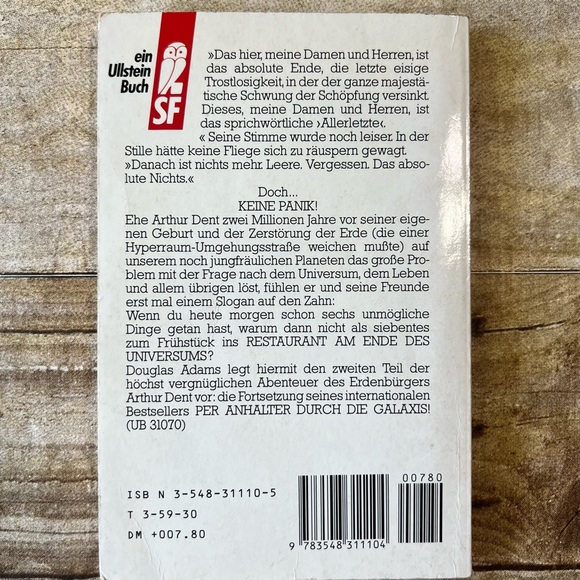 ein
Ullstein
Buch
SF
»Das hier, meine Damen und Herren, ist
das absolute Ende, die letzte eisige
Trostlosigkeit, in der der ganze majestä-
tische Schwung der Schöpfung versinkt.
Dieses, meine Damen und Herren, ist
das sprichwörtliche ›Allerletzte‹.
« Seine Stimme wurde noch leiser. In der
Stille hätte keine Fliege sich zu räuspern gewagt.
»Danach ist nichts mehr. Leere. Vergessen. Das abso-
lute Nichts.«
Doch...
KEINE PANIK!
Ehe Arthur Dent zwei Millionen Jahre vor seiner eige-
nen Geburt und der Zerstörung der Erde (die einer
Hyperraum-Umgehungsstraße weichen mußte) auf
unserem noch jungfräulichen Planeten das große Pro-
blem mit der Frage nach dem Universum, dem Leben
und allem übrigen löst, fühlen er und seine Freunde
erst mal einem Slogan auf den Zahn:
Wenn du heute morgen schon sechs unmögliche
Dinge getan hast, warum dann nicht als siebentes
zum Frühstück ins RESTAURANT AM ENDE DES
UNIVERSUMS?
Douglas Adams legt hiermit den zweiten Teil der
höchst vergnüglichen Abenteuer des Erdenbürgers
Arthur Dent vor: die Fortsetzung seines internationalen
Bestsellers PER ANHALTER DURCH DIE GALAXIS!
(UB 31070)
ISB N 3-548-31110-5
T 3-59-30
DM +007.80
00780
9 783548 311104